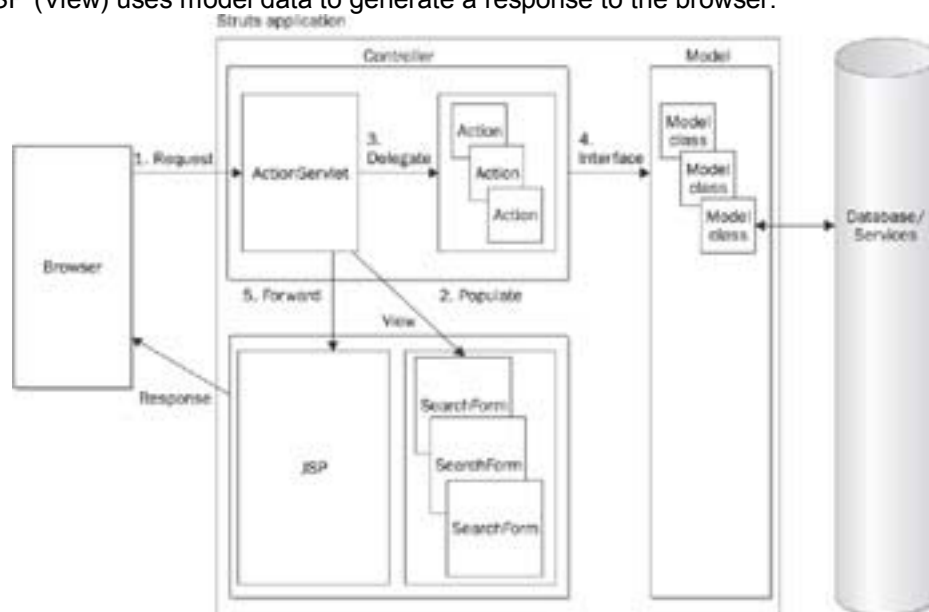 SP (View) uses model data to generate a response to the browser.
Struts application
Controller
Model
ActionServlet
3.
Delegate
Action
Action
Action
4.
Interface
Model
class
Model
class
Model
class
Database/
Services
1. Request
Browser
5. Forward
2. Populate
View
Response
JSP
SearchForm
SearchForm
SearchForm